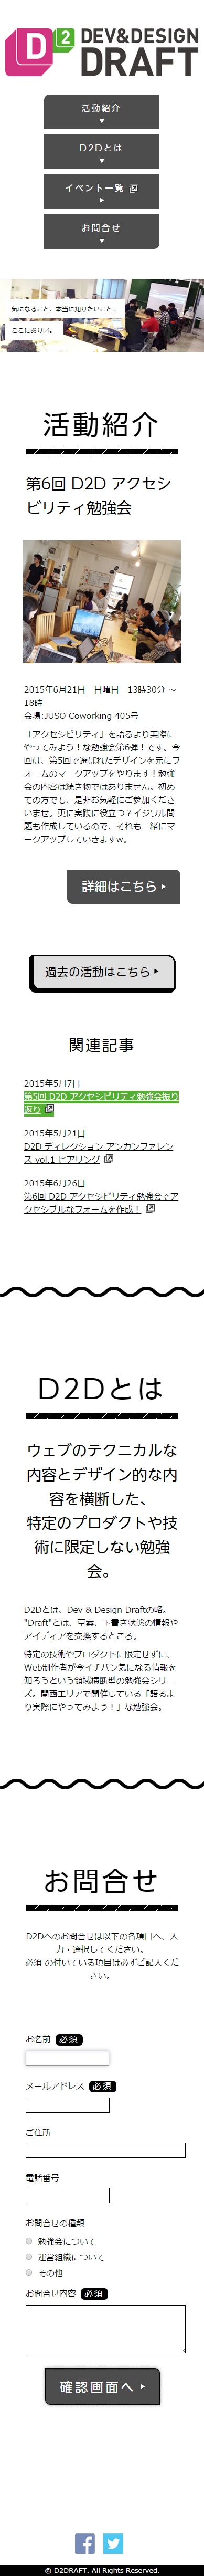 D2 DEV&DESIGN
DRAFT
活動紹介
D2Dとは
イベント一覧
お問合せ
気になること、本当に知りたいこと。
ここにあり〼。
活動紹介
第6回 D2D アクセシ
ビリティ勉強会
2015年6月21日　日曜日　13時30分 ～
18時
会場:JUSO Coworking 405号
「アクセシビリティ」を語るより実際に
やってみよう！な勉強会第6弾！です。今
回は、第5回で選ばれたデザインを元にフ
ォームのマークアップをやります！勉強
会の内容は続き物ではありません。初め
ての方でも、是非お気軽にご参加くださ
いませ。更に実践に役立つ？イジワル問
題も作成しているので、それも一緒にマ
ークアップしていきますw。
詳細はこちら
過去の活動はこちら
関連記事
2015年5月7日
第5回 D2D アクセシビリティ勉強会振り
返り
2015年5月21日
D2D ディレクション アンカンファレン
ス vol.1 ヒアリング
2015年6月26日
第6回 D2D アクセシビリティ勉強会でア
クセシブルなフォームを作成！
D2Dとは
ウェブのテクニカルな
内容とデザイン的な内
容を横断した、
特定のプロダクトや技
術に限定しない勉強
会。
D2Dとは、Dev & Design Draftの略。
"Draft"とは、草案、下書き状態の情報や
アイディアを交換するところ。
特定の技術やプロダクトに限定せずに、
Web制作者が今イチバン気になる情報を
知ろうという領域横断型の勉強会シリー
ズ。関西エリアで開催している「語るよ
り実際にやってみよう！」な勉強会。
お問合せ
D2Dへのお問合せは以下の各項目へ、入
力・選択してください。
必須 の付いている項目は必ずご記入くだ
さい。
お名前 必須
メールアドレス 必須
ご住所
電話番号
お問合せの種類
勉強会について
運営組織について
その他
お問合せ内容 必須
確認画面へ
© D2DRAFT. All Rights Reserved.